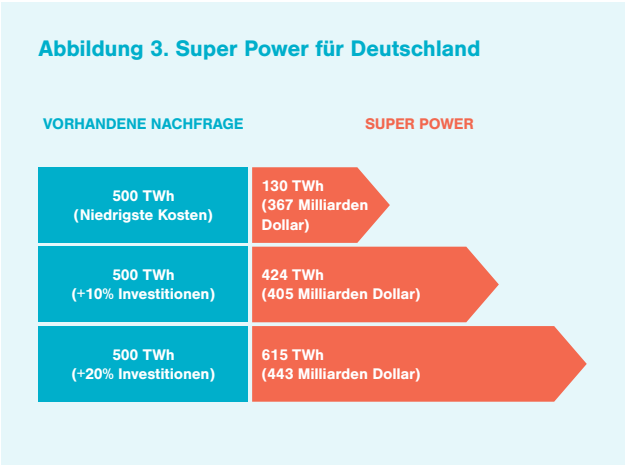 Abbildung 3. Super Power für Deutschland
VORHANDENE NACHFRAGE
SUPER POWER
500 TWh
(Niedrigste Kosten)
130 TWh
(367 Milliarden
Dollar)
500 TWh
(+10% Investitionen)
424 TWh
(405 Milliarden Dollar)
500 TWh
(+20% Investitionen)
615 TWh
(443 Milliarden Dollar)